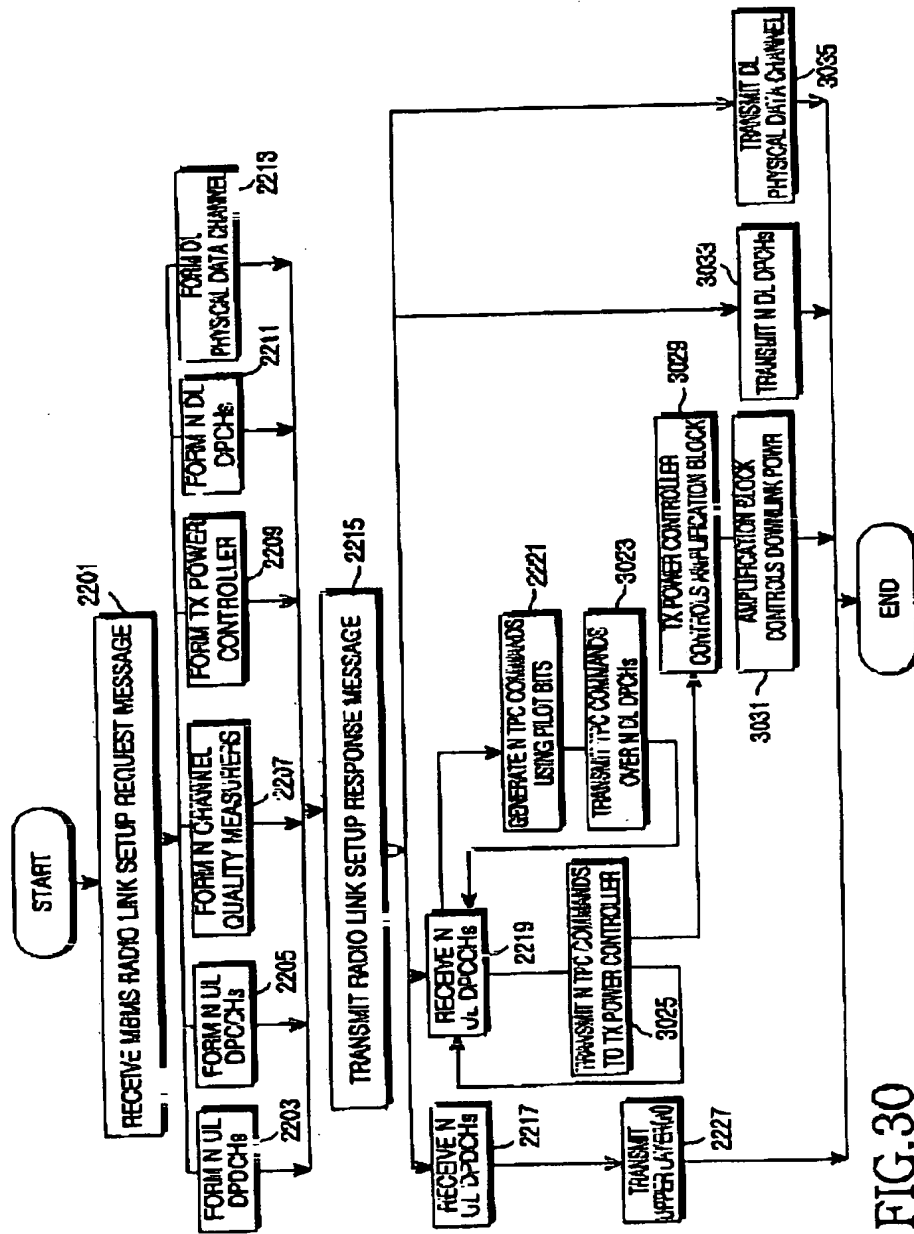 START
RECEIVE MBMS RADIO LINK SETUP REQUEST MESSAGE
2201
FORM N UL
DPDCHs
2203
FORM N UL
DPCCHs
2205
FORM N CHANNEL
QUALITY MEASURERS
2207
FORM TX POWER
CONTROLLER
2209
FORM N DL
DPCHs
2211
FORM DL
PHYSICAL DATA CHANNEL
2213
TRANSMIT RADIO LINK SETUP RESPONSE MESSAGE
2215
RECEIVE N
UL DPDCHs
2217
TRANSMIT
UPPER LAYER
2227
RECEIVE N
UL DPCCHs
2219
GENERATE N TPC COMMANDS
USING PILOT BITS
2221
TRANSMIT TPC COMMANDS
OVER N DL DPCHs
3023
TRANSMIT N TPC COMMANDS
TO TX POWER CONTROLLER
3025
TX POWER CONTROLLER
CONTROLS AMPLIFICATION BLOCK
3029
AMPLIFICATION BLOCK
CONTROLS DOWNLINK POWR
3031
TRANSMIT N DL DPCHs
3033
TRANSMIT DL
PHYSICAL DATA CHANNEL
3035
END
FIG.30